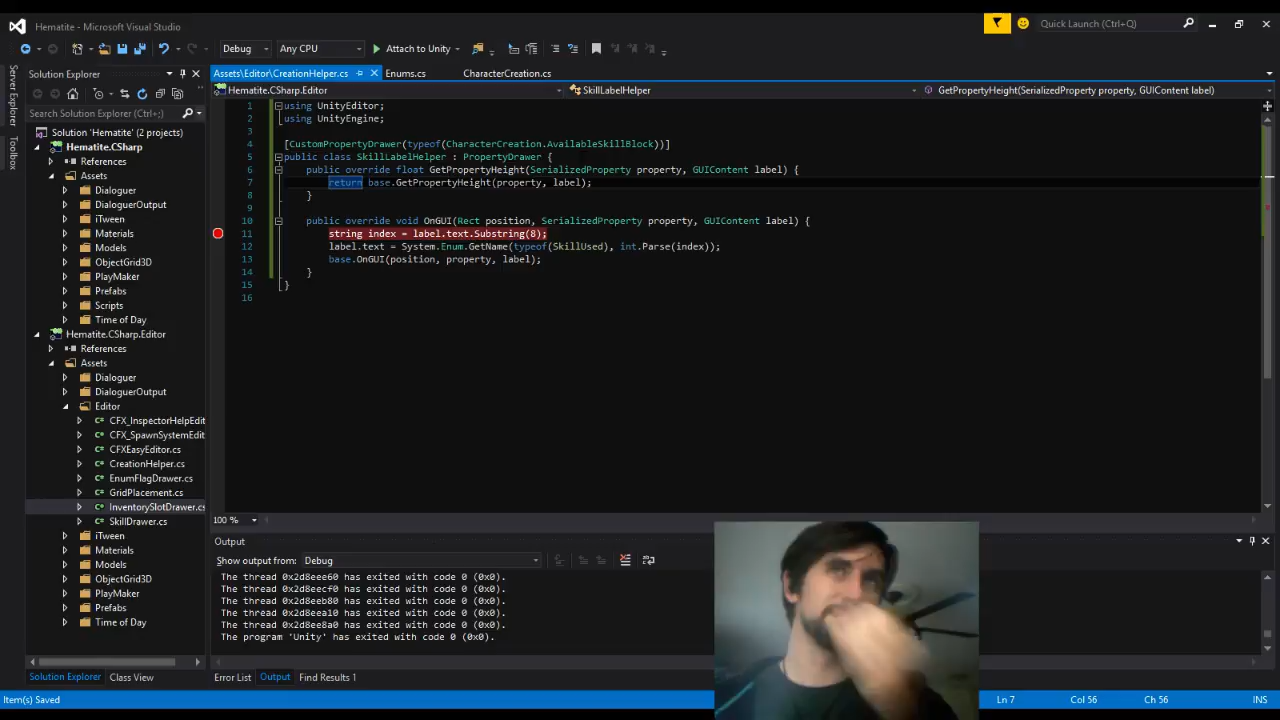 Hematite - Microsoft Visual Studio
Quick Launch (Ctrl+Q)
Debug
Any CPU
Attach to Unity
Server Explorer
Toolbox
Solution Explorer
Search Solution Explorer (Ctrl+;)
Solution 'Hematite' (2 projects)
Hematite.CSharp
References
Assets
Dialoguer
DialoguerOutput
iTween
Materials
Models
ObjectGrid3D
PlayMaker
Prefabs
Scripts
Time of Day
Hematite.CSharp.Editor
References
Assets
Dialoguer
DialoguerOutput
Editor
CFX_InspectorHelpEdit
CFX_SpawnSystemEdit
CFXEasyEditor.cs
CreationHelper.cs
EnumFlagDrawer.cs
GridPlacement.cs
InventorySlotDrawer.cs
SkillDrawer.cs
iTween
Materials
Models
ObjectGrid3D
PlayMaker
Prefabs
Time of Day
Solution Explorer
Class View
Assets\Editor\CreationHelper.cs
Enums.cs
CharacterCreation.cs
Hematite.CSharp.Editor
SkillLabelHelper
GetPropertyHeight(SerializedProperty property, GUIContent label)
1 using UnityEditor;
2 using UnityEngine;
3
4 [CustomPropertyDrawer(typeof(CharacterCreation.AvailableSkillBlock))]
5 public class SkillLabelHelper : PropertyDrawer {
6 public override float GetPropertyHeight(SerializedProperty property, GUIContent label) {
7 return base.GetPropertyHeight(property, label);
8 }
9
10 public override void OnGUI(Rect position, SerializedProperty property, GUIContent label) {
11 string index = label.text.Substring(8);
12 label.text = System.Enum.GetName(typeof(SkillUsed), int.Parse(index));
13 base.OnGUI(position, property, label);
14 }
15 }
16
100 %
Output
Show output from: Debug
The thread 0x2d8eee60 has exited with code 0 (0x0).
The thread 0x2d8eecf0 has exited with code 0 (0x0).
The thread 0x2d8eeb80 has exited with code 0 (0x0).
The thread 0x2d8eea10 has exited with code 0 (0x0).
The thread 0x2d8ee8a0 has exited with code 0 (0x0).
The program 'Unity' has exited with code 0 (0x0).
Error List
Output
Find Results 1
Item(s) Saved
Ln 7
Col 56
Ch 56
INS